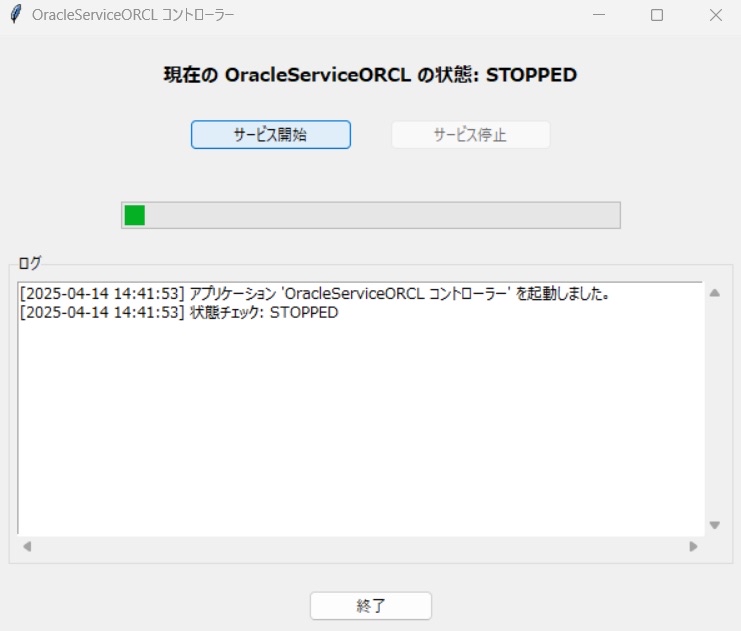 OracleServiceORCL コントローラー
現在の OracleServiceORCL の状態: STOPPED
サービス開始 サービス停止
ログ
[2025-04-14 14:41:53] アプリケーション 'OracleServiceORCL コントローラー' を起動しました。
[2025-04-14 14:41:53] 状態チェック: STOPPED
終了